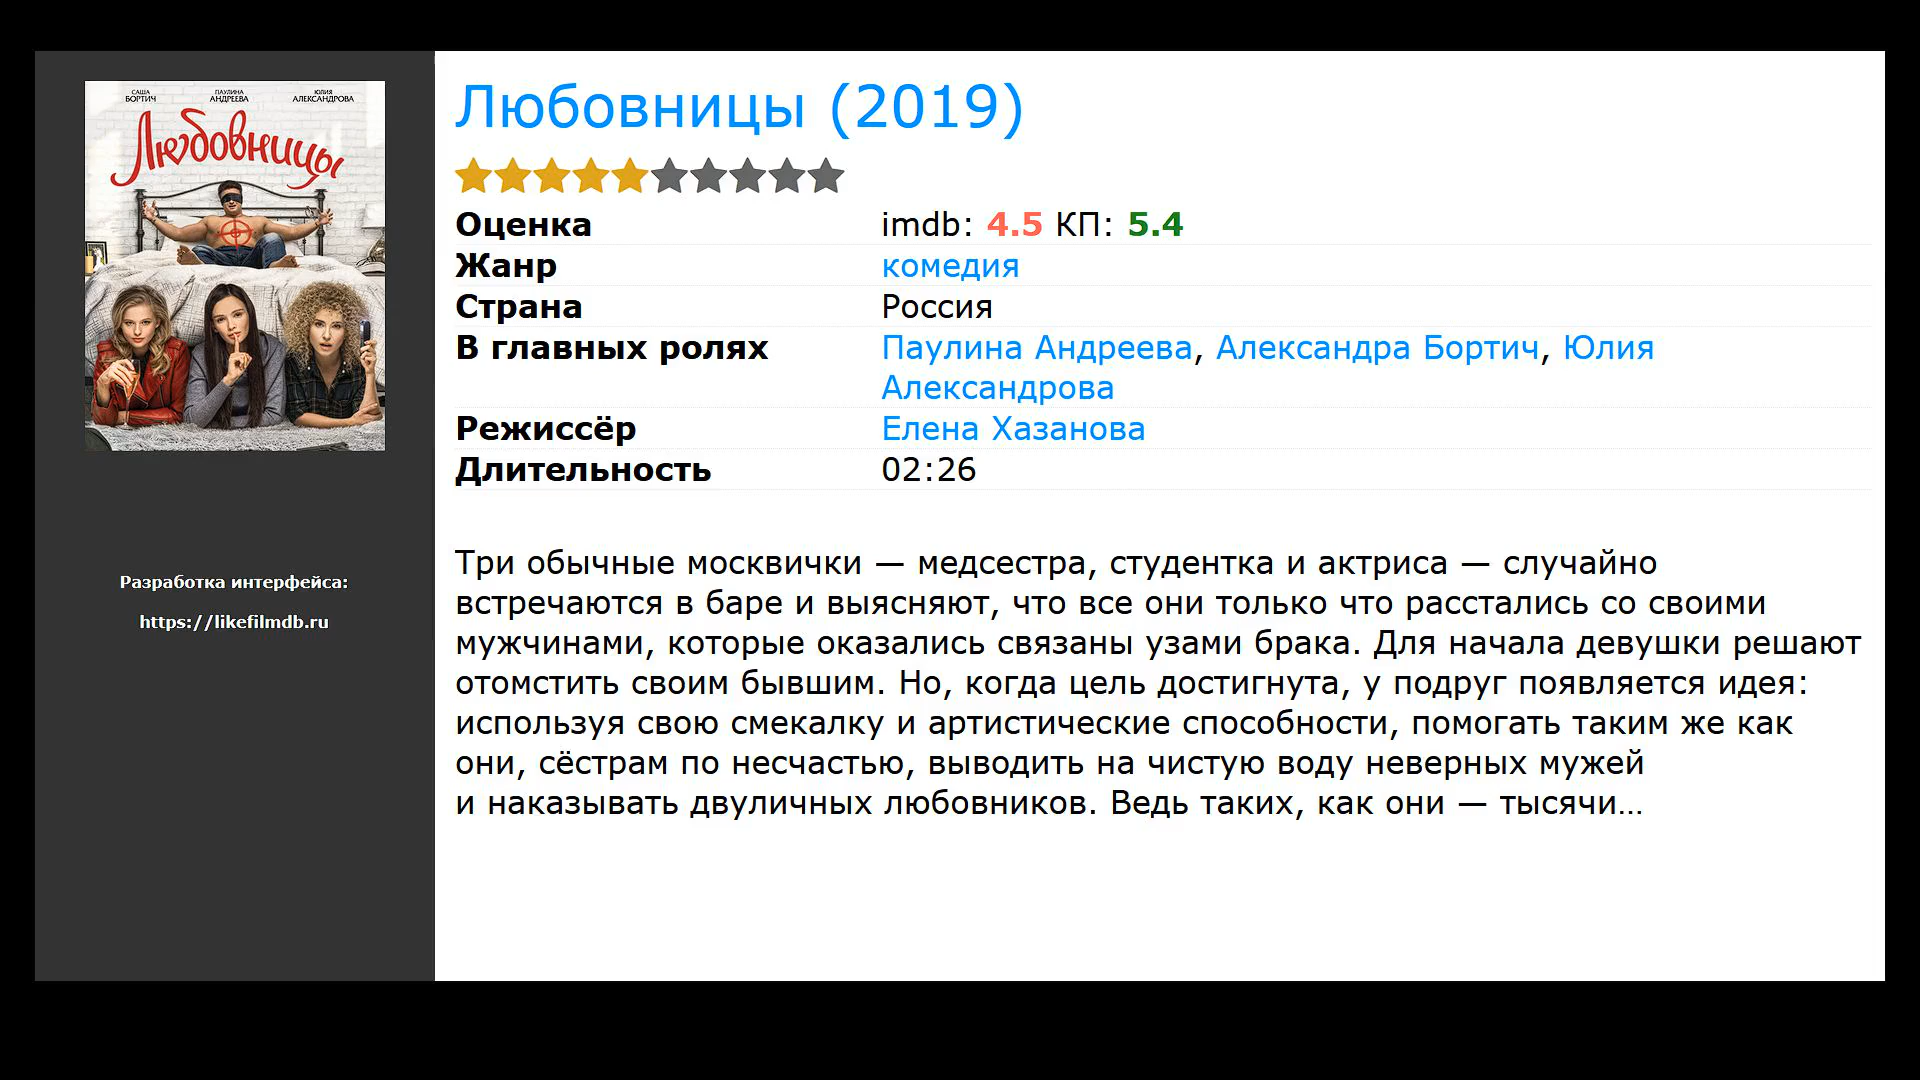 САША
БОРТИЧ
ПАУЛИНА
АНДРЕЕВА
ЮЛИЯ
АЛЕКСАНДРОВА
Любовницы
Разработка интерфейса:
https://likefilmdb.ru
Любовницы (2019)
Оценка imdb: 4.5 КП: 5.4
Жанр комедия
Страна Россия
В главных ролях Паулина Андреева, Александра Бортич, Юлия
Александрова
Режиссёр Елена Хазанова
Длительность 02:26
Три обычные москвички — медсестра, студентка и актриса — случайно
встречаются в баре и выясняют, что все они только что расстались со своими
мужчинами, которые оказались связаны узами брака. Для начала девушки решают
отомстить своим бывшим. Но, когда цель достигнута, у подруг появляется идея:
используя свою смекалку и артистические способности, помогать таким же как
они, сёстрам по несчастью, выводить на чистую воду неверных мужей
и наказывать двуличных любовников. Ведь таких, как они — тысячи…